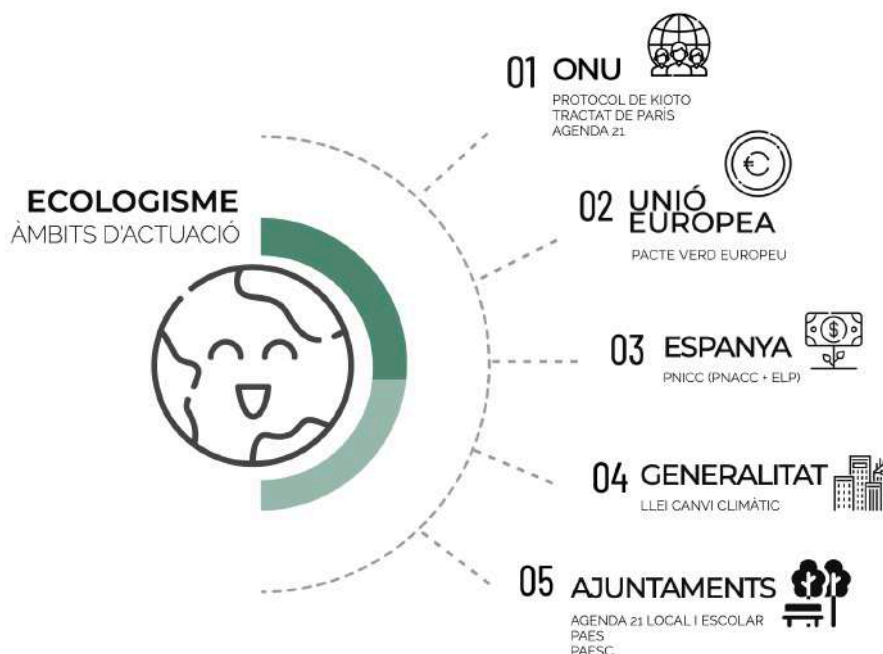 ECOLOGISME
ÀMBITS D'ACTUACIÓ
01 ONU
PROTOCOL DE KIOTO
TRACTAT DE PARÍS
AGENDA 21
02 UNIÓ
EUROPEA
PACTE VERD EUROPEU
03 ESPANYA
PNICC (PNACC + ELP)
04 GENERALITAT
LLEI CANVI CLIMÀTIC
05 AJUNTAMENTS
AGENDA 21 LOCAL I ESCOLAR
PAES
PAESC